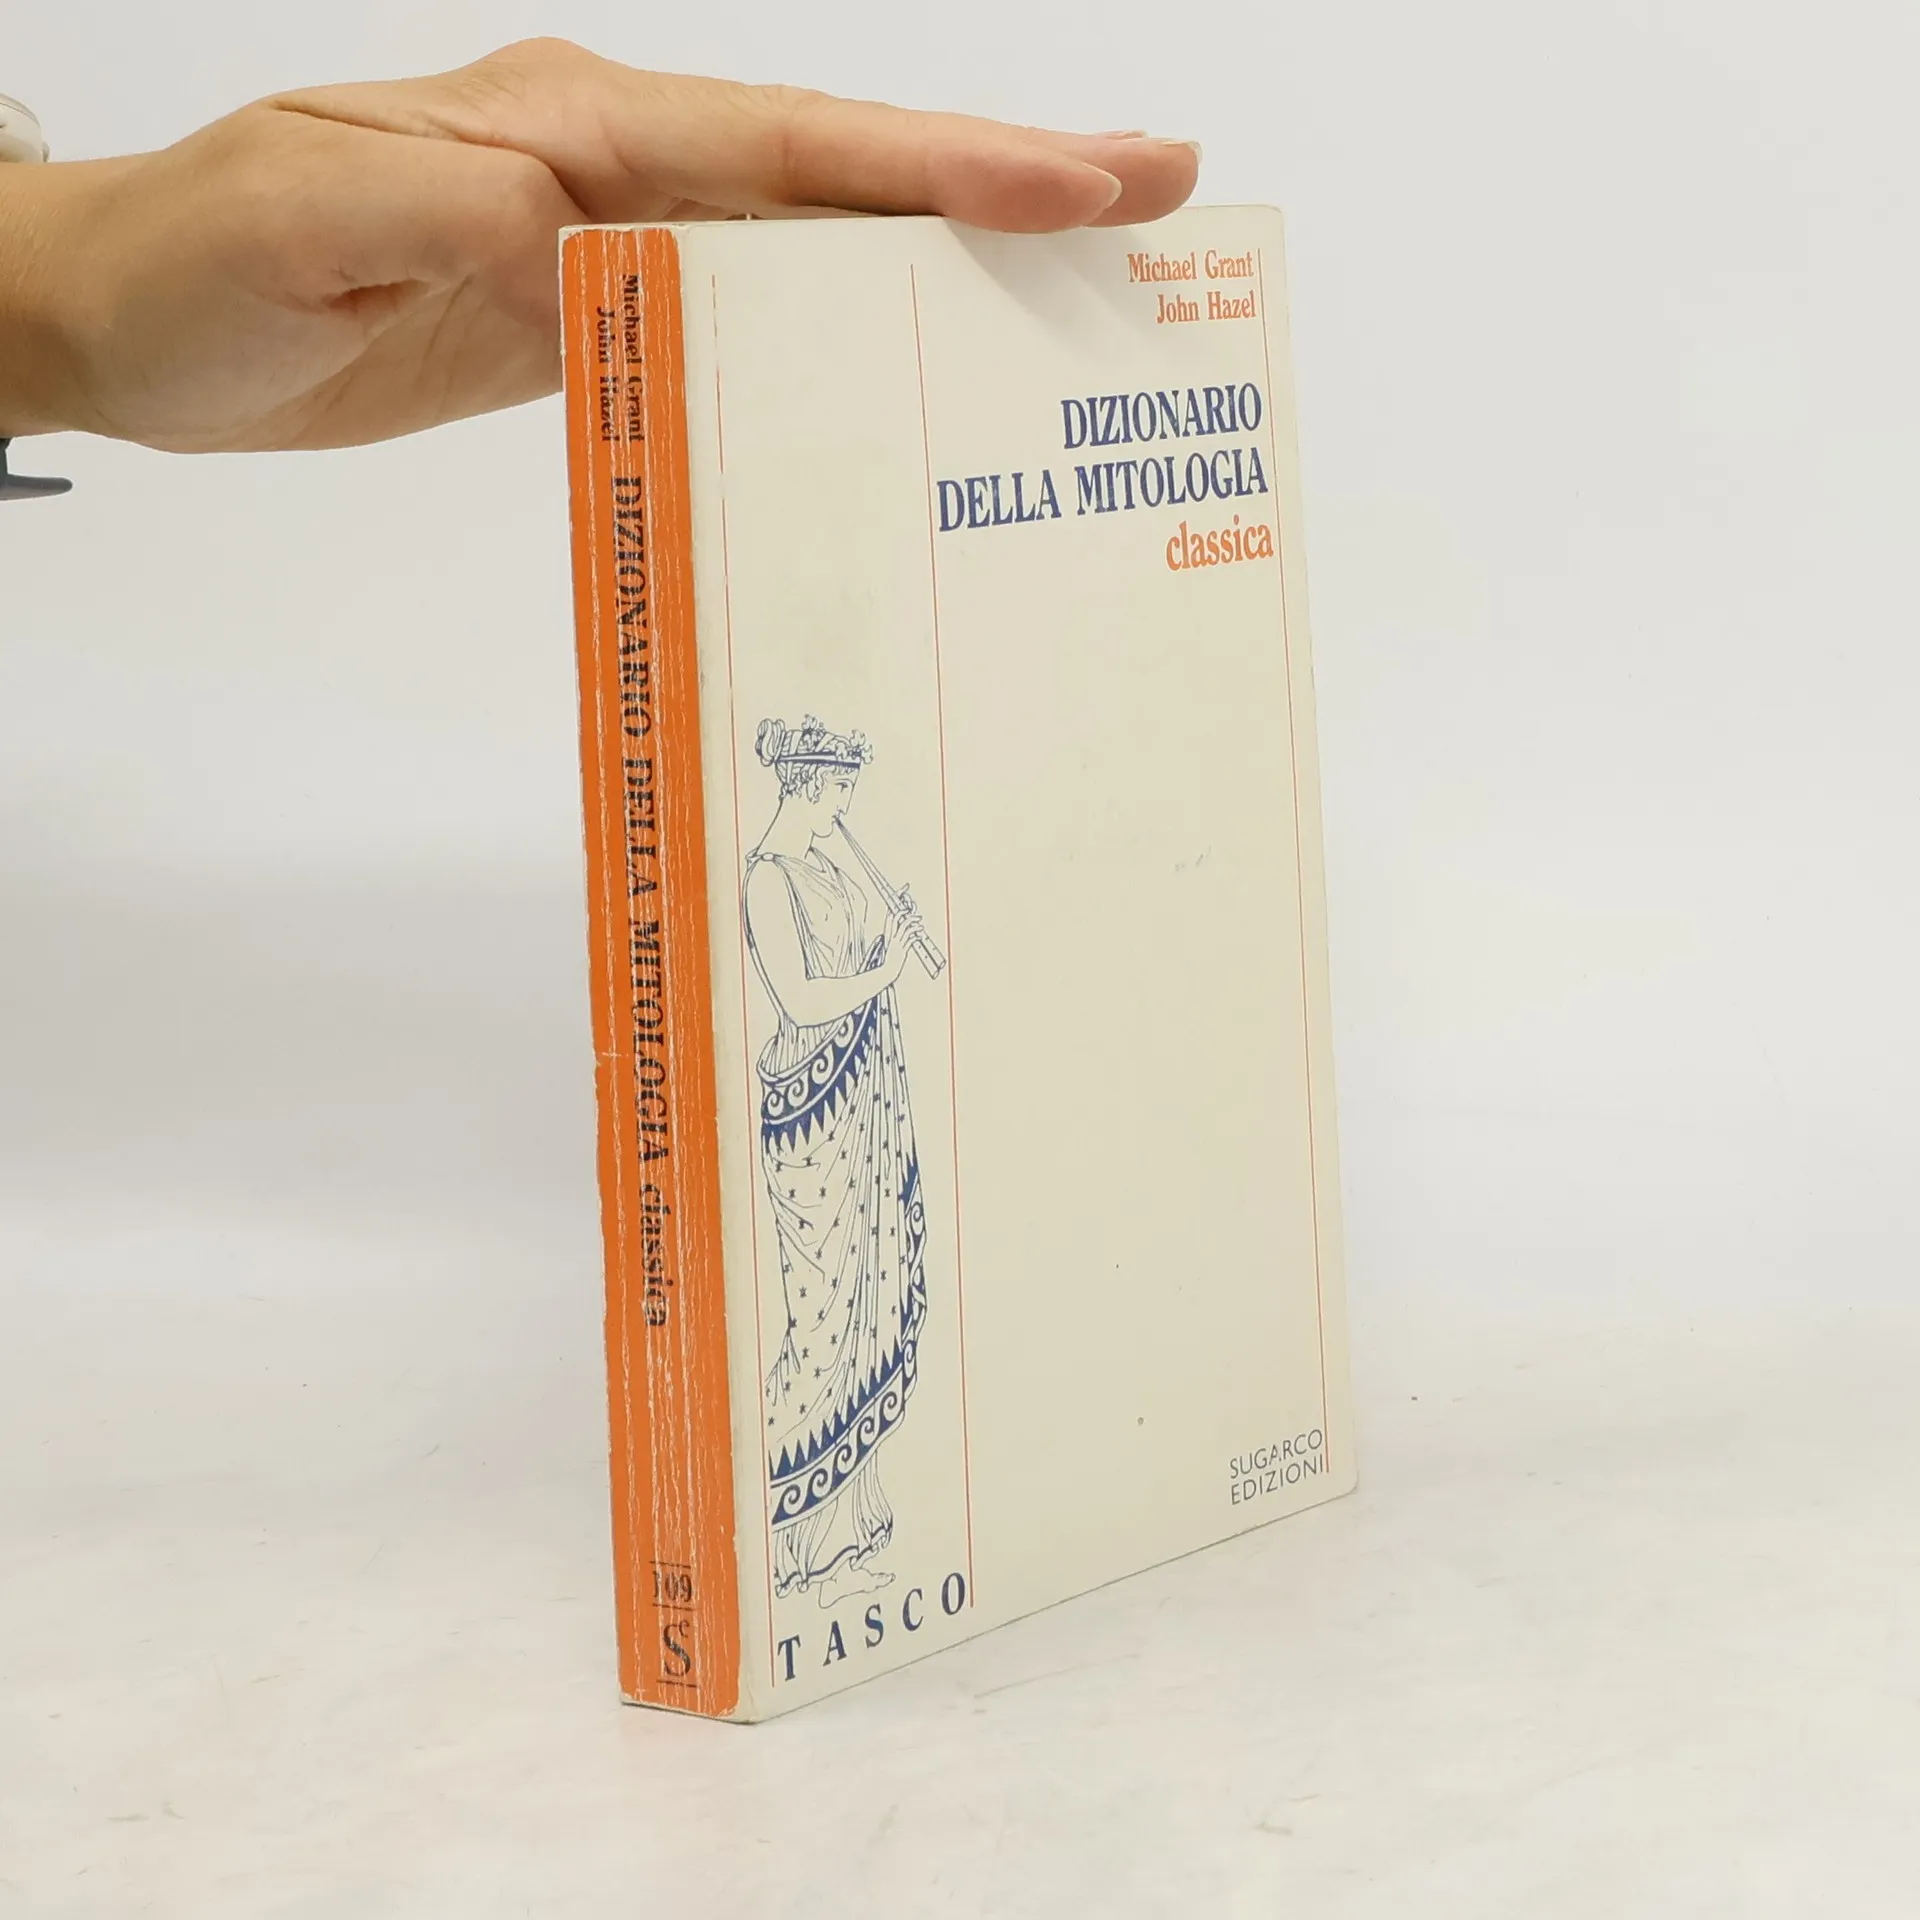 Michael Grant
John Hazel
DIZIONARIO DELLA MITOLOGIA classica
109
S
Michael Grant
John Hazel
DIZIONARIO
DELLA MITOLOGIA
classica
SUGARCO
EDIZIONI
TASCO